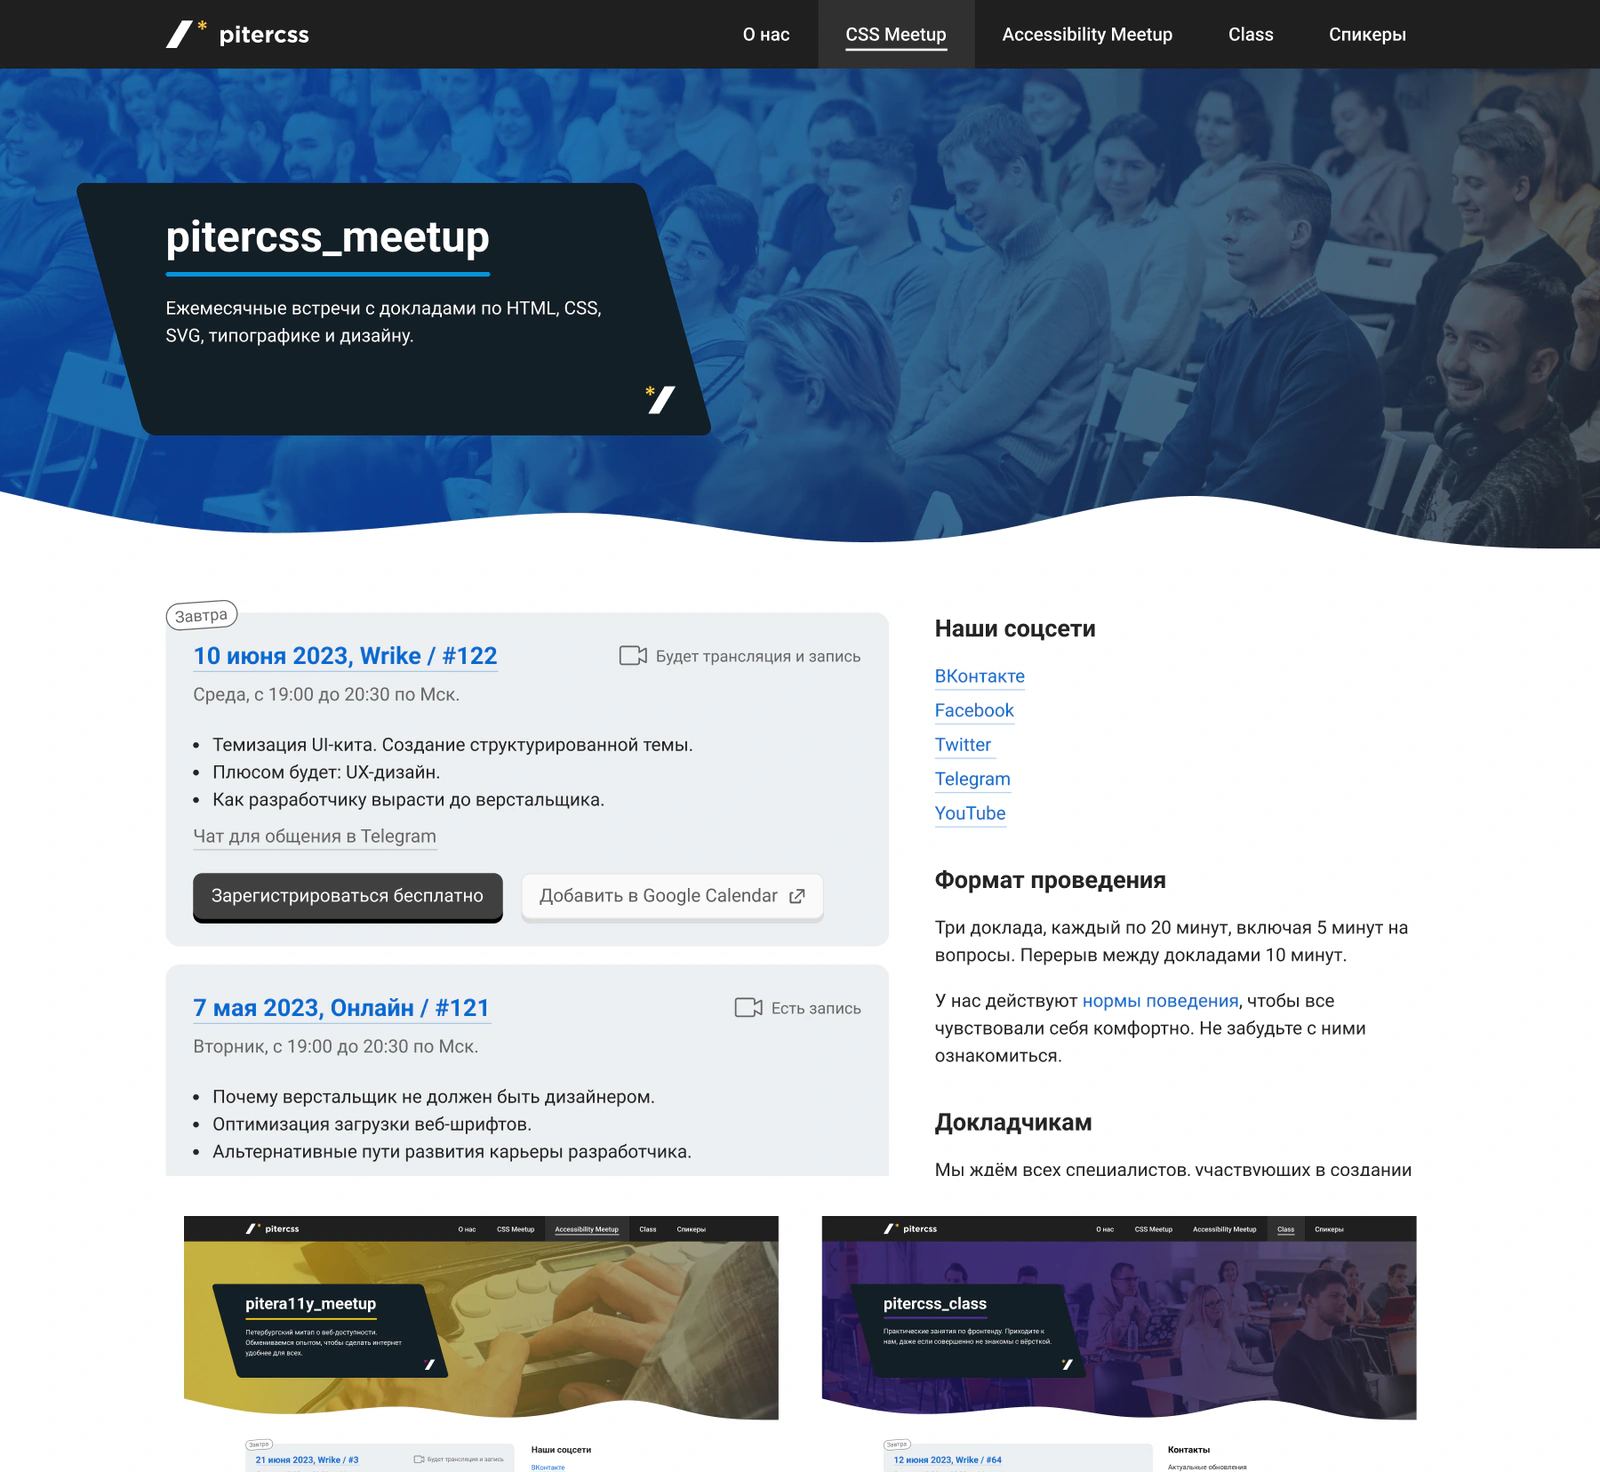 pitercss
О нас
CSS Meetup
Accessibility Meetup
Class
Спикеры
pitercss_meetup
Ежемесячные встречи с докладами по HTML, CSS,
SVG, типографике и дизайну.
Завтра
10 июня 2023, Wrike / #122
Будет трансляция и запись
Среда, с 19:00 до 20:30 по Мск.
• Темизация UI-кита. Создание структурированной темы.
• Плюсом будет: UX-дизайн.
• Как разработчику вырасти до верстальщика.
Чат для общения в Telegram
Зарегистрироваться бесплатно
Добавить в Google Calendar
7 мая 2023, Онлайн / #121
Есть запись
Вторник, с 19:00 до 20:30 по Мск.
• Почему верстальщик не должен быть дизайнером.
• Оптимизация загрузки веб-шрифтов.
• Альтернативные пути развития карьеры разработчика.
Наши соцсети
ВКонтакте
Facebook
Twitter
Telegram
YouTube
Формат проведения
Три доклада, каждый по 20 минут, включая 5 минут на
вопросы. Перерыв между докладами 10 минут.
У нас действуют нормы поведения, чтобы все
чувствовали себя комфортно. Не забудьте с ними
ознакомиться.
Докладчикам
Мы ждём всех специалистов, участвующих в создании
pitercss
О нас
CSS Meetup
Accessibility Meetup
Class
Спикеры
pitera11y_meetup
Петербургский митап о веб-доступности.
Обмениваемся опытом, чтобы сделать интернет
удобнее для всех.
Завтра
21 июня 2023, Wrike / #3
Будет трансляция и запись
Наши соцсети
ВКонтакте
pitercss
О нас
CSS Meetup
Accessibility Meetup
Class
Спикеры
pitercss_class
Практические занятия по фронтенду. Приходите к
нам, даже если совершенно не знакомы с вёрсткой.
Завтра
12 июня 2023, Wrike / #64
Контакты
Актуальные обновления